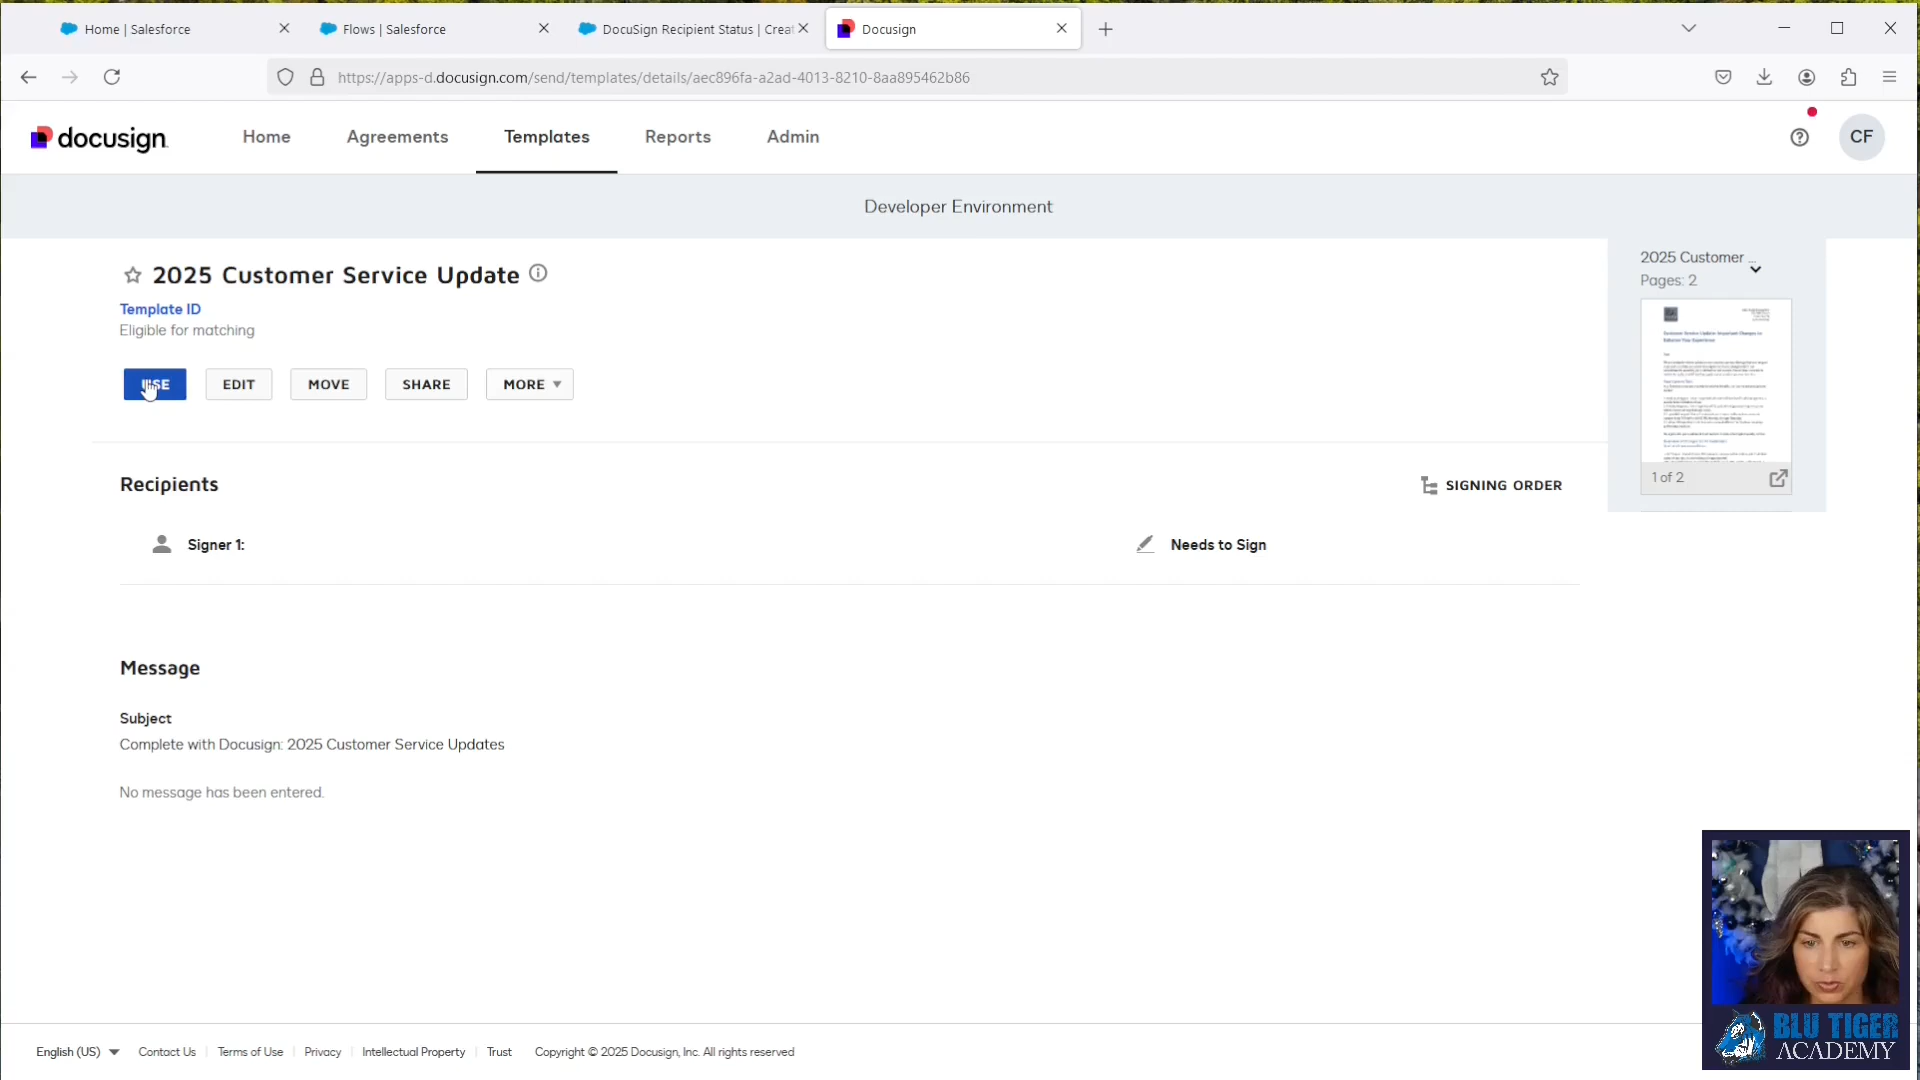 Home | Salesforce
Flows | Salesforce
DocuSign Recipient Status | Creat
Docusign
https://apps-d.docusign.com/send/templates/details/aec896fa-a2ad-4013-8210-8aa895462b86
docusign
Home
Agreements
Templates
Reports
Admin
CF
Developer Environment
2025 Customer Service Update
Template ID
Eligible for matching
USE
EDIT
MOVE
SHARE
MORE
2025 Customer ...
Pages: 2
1 of 2
Recipients
SIGNING ORDER
Signer 1:
Needs to Sign
Message
Subject
Complete with Docusign: 2025 Customer Service Updates
No message has been entered.
BLU TIGER
ACADEMY
English (US)
Contact Us
Terms of Use
Privacy
Intellectual Property
Trust
Copyright © 2025 Docusign, Inc. All rights reserved